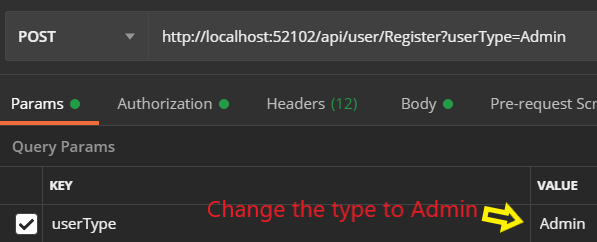 POST http://localhost:52102/api/user/Register?userType=Admin
Params Authorization Headers (12) Body Pre-request
Query Params
KEY VALUE
userType Change the type to Admin Admin